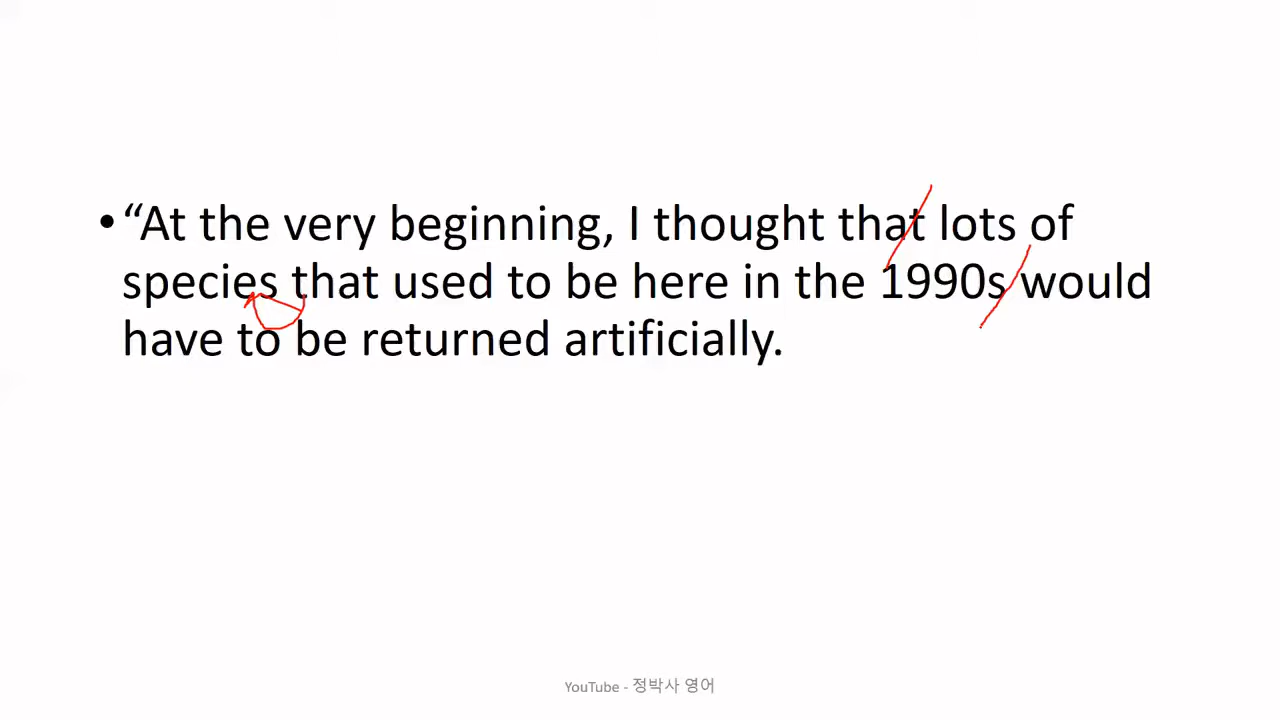 • “At the very beginning, I thought that lots of
species that used to be here in the 1990s would
have to be returned artificially.
YouTube - 정박사 영어